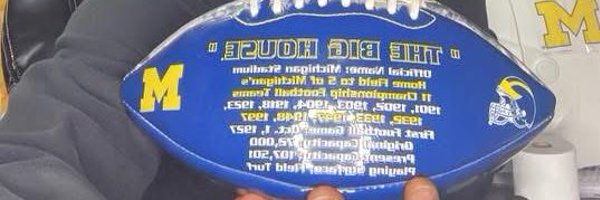 M
" THE BIG HOUSE "
Official Name: Michigan Stadium
Home Field to 5 of Michigan's
11 Championship Football Teams
1901, 1902, 1903, 1904, 1918, 1923,
1932, 1933, 1947, 1948, 1997
First Football Game: Oct. 1, 1927
Original Capacity: 72,000
Present Capacity: 107,501
Playing Surface: Field Turf
M